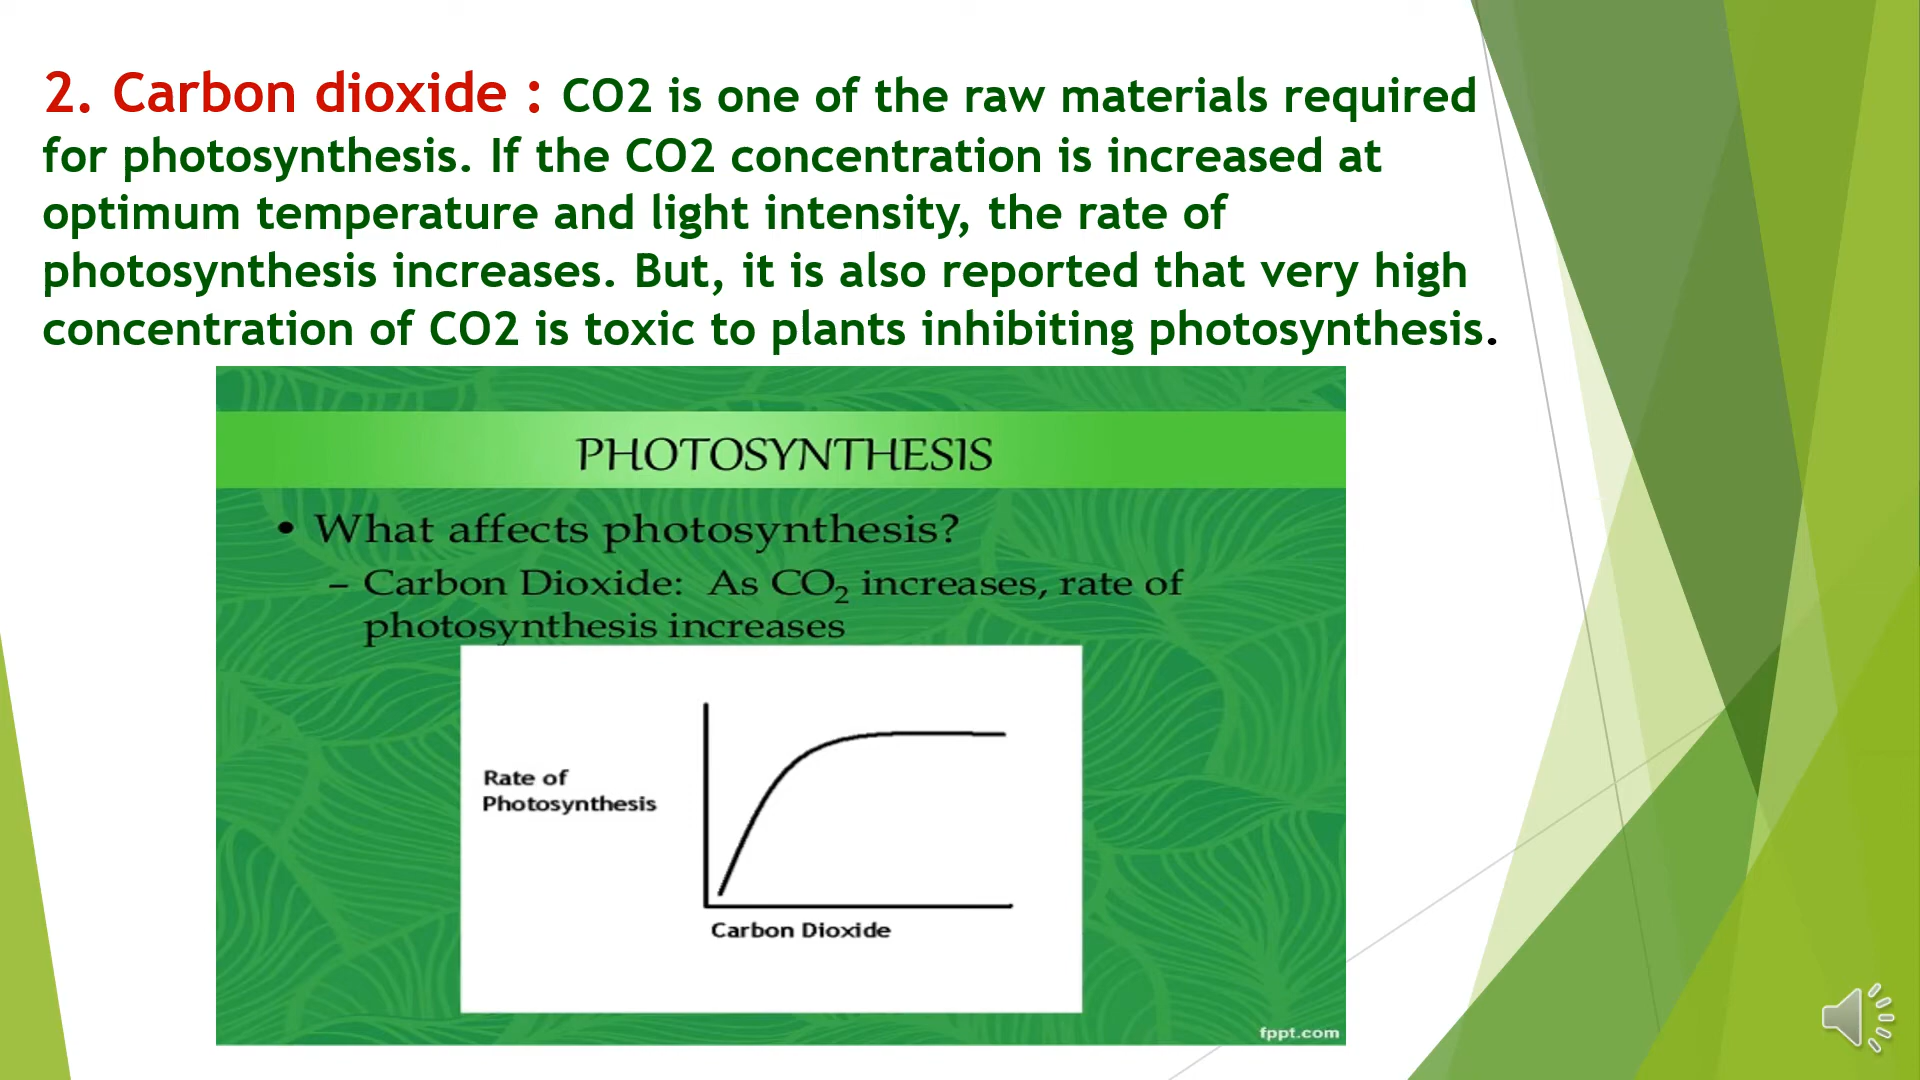 2. Carbon dioxide : CO2 is one of the raw materials required
for photosynthesis. If the CO2 concentration is increased at
optimum temperature and light intensity, the rate of
photosynthesis increases. But, it is also reported that very high
concentration of CO2 is toxic to plants inhibiting photosynthesis.
PHOTOSYNTHESIS
• What affects photosynthesis?
– Carbon Dioxide: As CO₂ increases, rate of
photosynthesis increases
Rate of
Photosynthesis
Carbon Dioxide
fppt.com